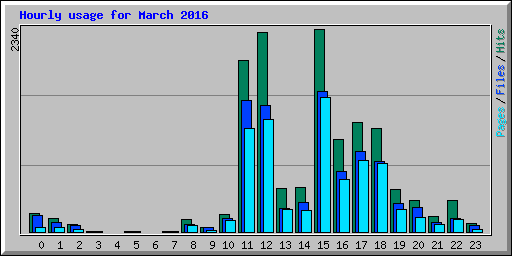 Hourly usage for March 2016
2340
Pages / Files / Hits
0 1 2 3 4 5 6 7 8 9 10 11 12 13 14 15 16 17 18 19 20 21 22 23